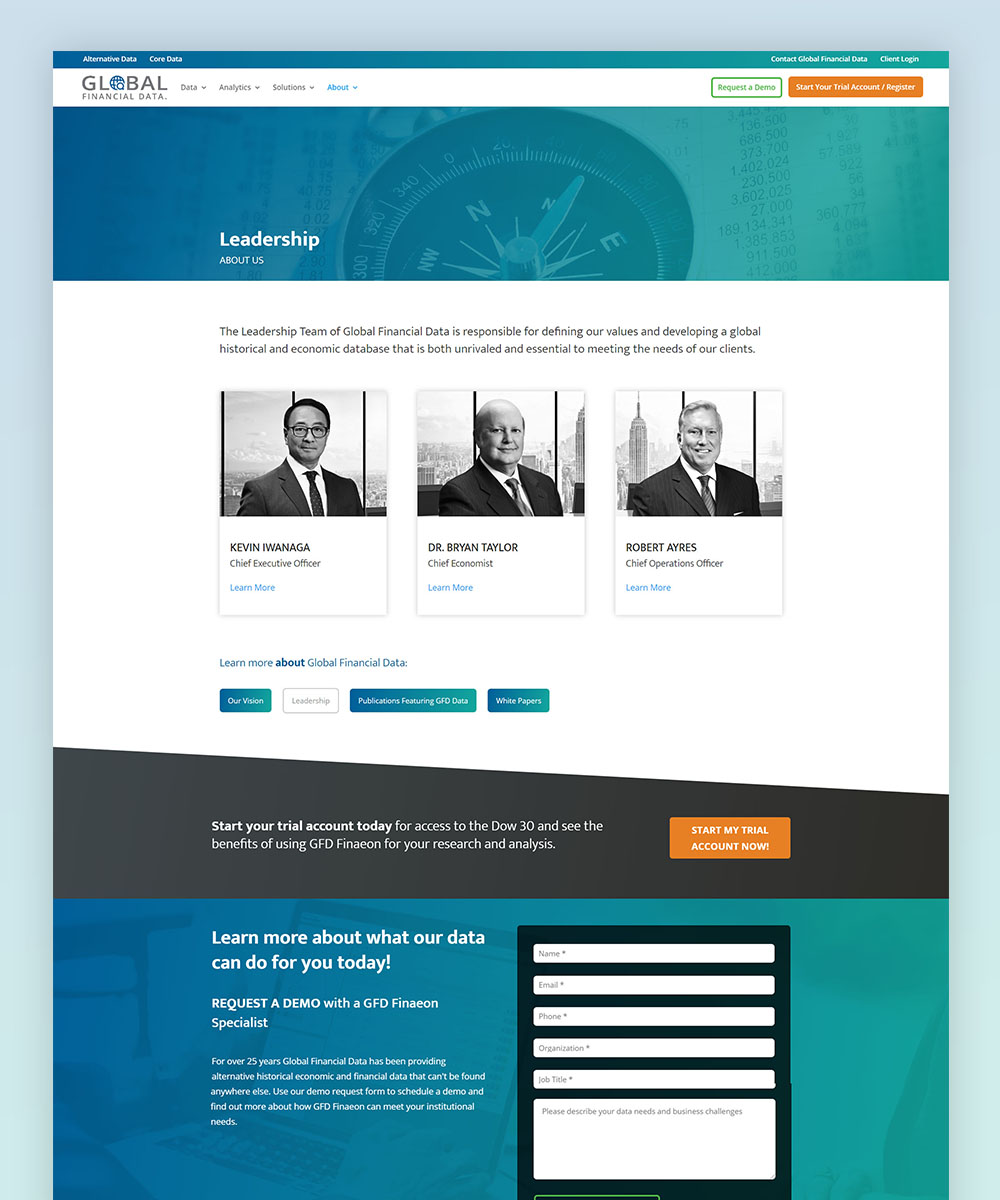 Alternative Data Core Data Contact Global Financial Data Client Login
GLOBAL
FINANCIAL DATA.
Data Analytics Solutions About Request a Demo Start Your Trial Account / Register
Leadership
ABOUT US
The Leadership Team of Global Financial Data is responsible for defining our values and developing a global
historical and economic database that is both unrivaled and essential to meeting the needs of our clients.
KEVIN IWANAGA
Chief Executive Officer
Learn More
DR. BRYAN TAYLOR
Chief Economist
Learn More
ROBERT AYRES
Chief Operations Officer
Learn More
Learn more about Global Financial Data:
Our Vision Leadership Publications Featuring GFD Data White Papers
Start your trial account today for access to the Dow 30 and see the
benefits of using GFD Finaeon for your research and analysis.
START MY TRIAL
ACCOUNT NOW!
Learn more about what our data
can do for you today!
REQUEST A DEMO with a GFD Finaeon
Specialist
For over 25 years Global Financial Data has been providing
alternative historical economic and financial data that can't be found
anywhere else. Use our demo request form to schedule a demo and
find out more about how GFD Finaeon can meet your institutional
needs.
Name *
Email *
Phone *
Organization *
Job Title *
Please describe your data needs and business challenges